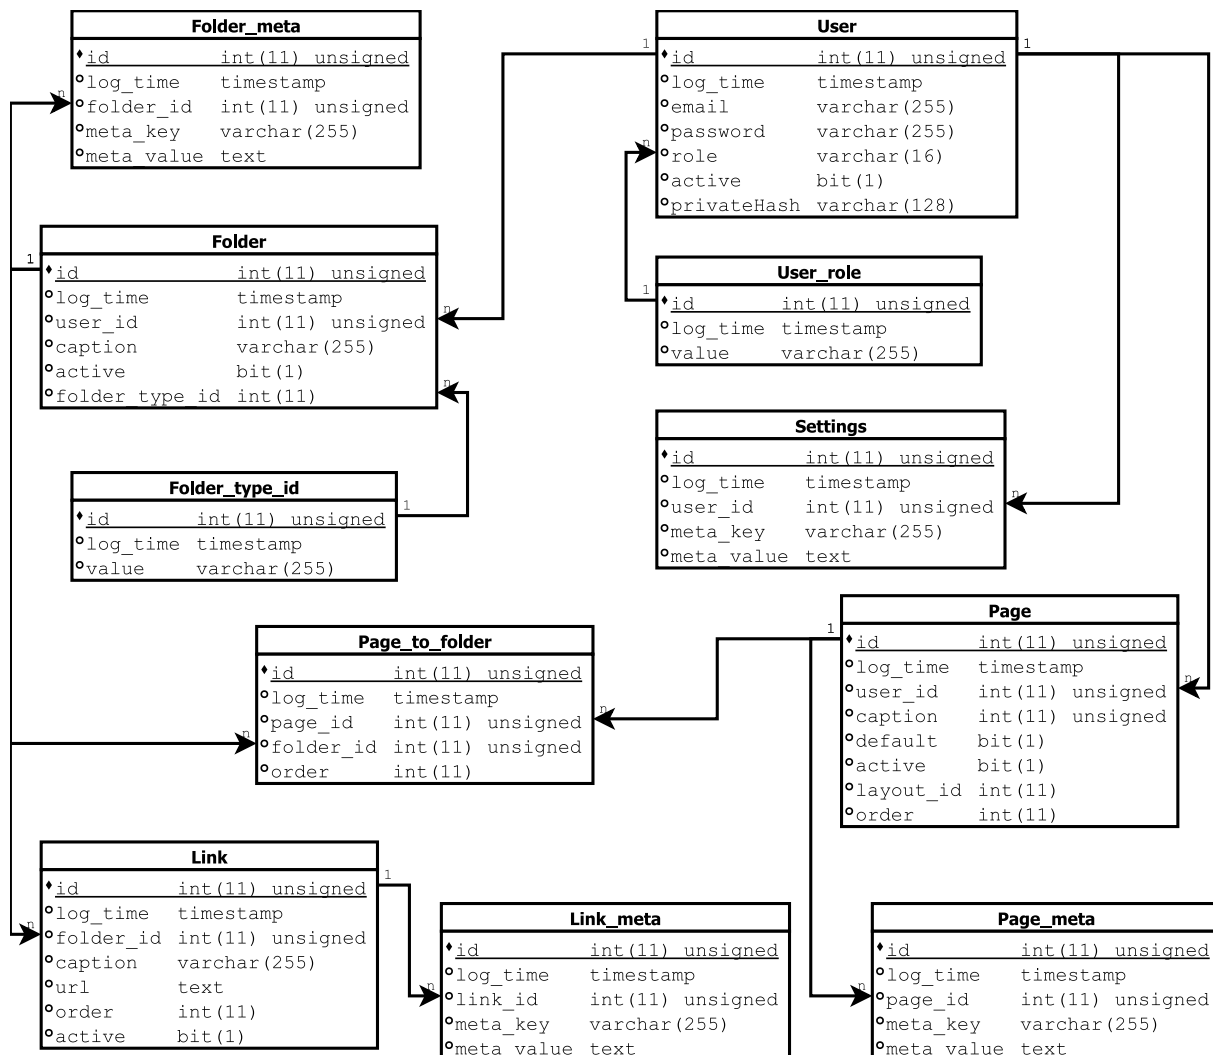 Folder_meta
id int(11) unsigned
log_time timestamp
folder_id int(11) unsigned
meta_key varchar(255)
meta_value text
n
User
id int(11) unsigned
log_time timestamp
email varchar(255)
password varchar(255)
role varchar(16)
active bit(1)
privateHash varchar(128)
1
1
n
Folder
id int(11) unsigned
log_time timestamp
user_id int(11) unsigned
caption varchar(255)
active bit(1)
folder_type_id int(11)
1
n
n
User_role
id int(11) unsigned
log_time timestamp
value varchar(255)
1
Settings
id int(11) unsigned
log_time timestamp
user_id int(11) unsigned
meta_key varchar(255)
meta_value text
n
Folder_type_id
id int(11) unsigned
log_time timestamp
value varchar(255)
1
Page
id int(11) unsigned
log_time timestamp
user_id int(11) unsigned
caption int(11) unsigned
default bit(1)
active bit(1)
layout_id int(11)
order int(11)
1
n
Page_to_folder
id int(11) unsigned
log_time timestamp
page_id int(11) unsigned
folder_id int(11) unsigned
order int(11)
n
n
Link
id int(11) unsigned
log_time timestamp
folder_id int(11) unsigned
caption varchar(255)
url text
order int(11)
active bit(1)
1
n
Link_meta
id int(11) unsigned
log_time timestamp
link_id int(11) unsigned
meta_key varchar(255)
meta_value text
n
Page_meta
id int(11) unsigned
log_time timestamp
page_id int(11) unsigned
meta_key varchar(255)
meta_value text
n